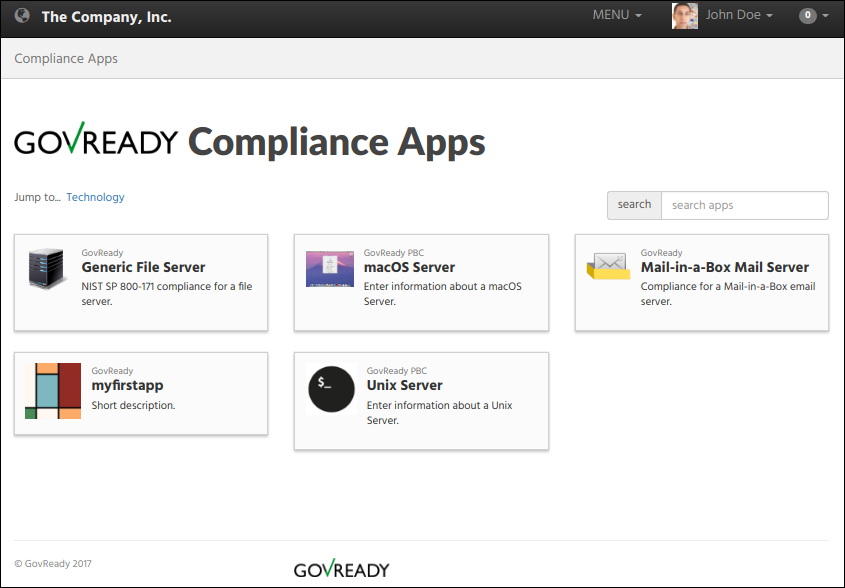 The Company, Inc.
MENU
John Doe
0
Compliance Apps
GOVREADY Compliance Apps
Jump to... Technology
search
search apps
GovReady
Generic File Server
NIST SP 800-171 compliance for a file
server.
GovReady PBC
macOS Server
Enter information about a macOS
Server.
GovReady
Mail-in-a-Box Mail Server
Compliance for a Mail-in-a-Box email
server.
GovReady
myfirstapp
Short description.
$_
GovReady PBC
Unix Server
Enter information about a Unix
Server.
© GovReady 2017
GOVREADY